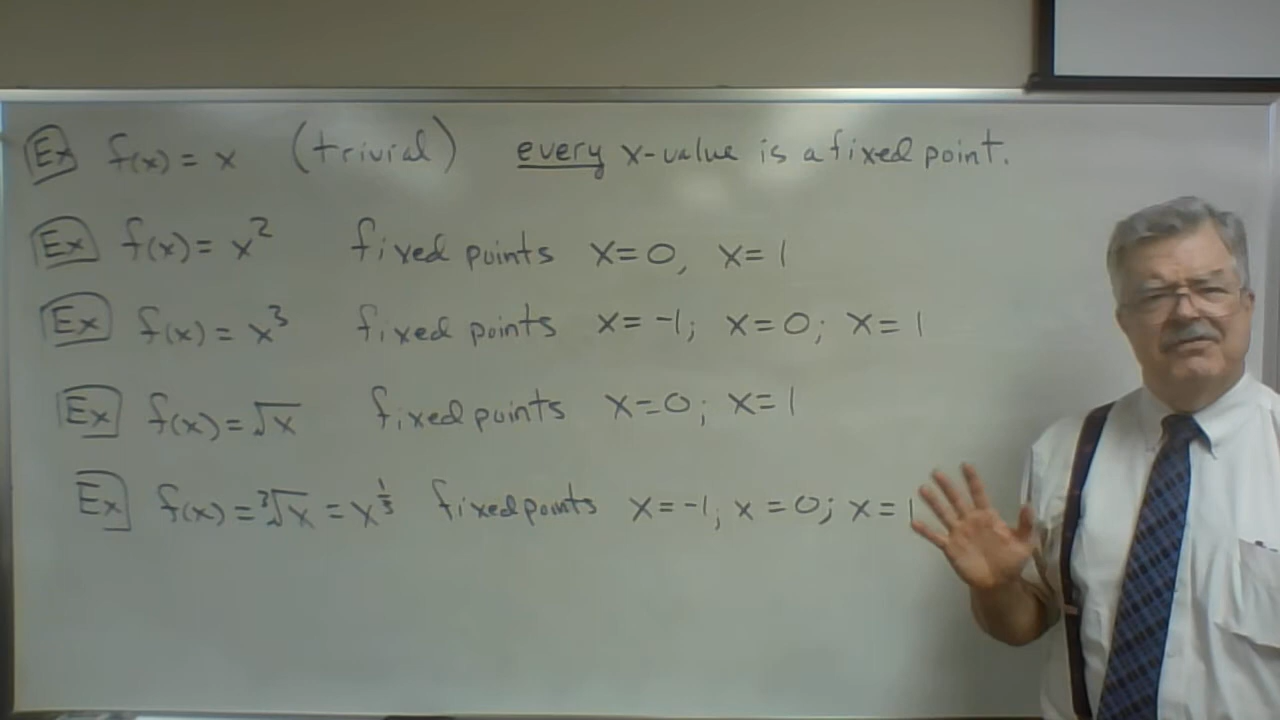 Ex f(x) = x (trivial) every x-value is a fixed point.
Ex f(x) = x² fixed points x=0, x=1
Ex f(x) = x³ fixed points x=-1; x=0; x=1
Ex f(x) = √x fixed points x=0; x=1
Ex f(x) = ∛x = x^⅓ fixed points x=-1; x=0; x=1